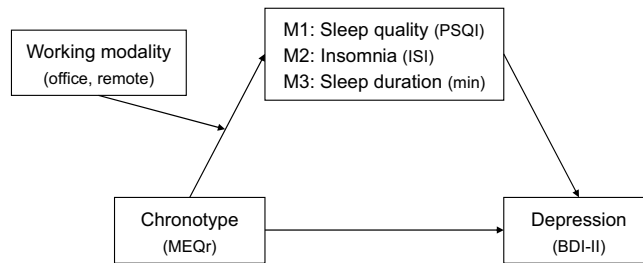 Working modality
(office, remote)
M1: Sleep quality (PSQI)
M2: Insomnia (ISI)
M3: Sleep duration (min)
Chronotype
(MEQr)
Depression
(BDI-II)